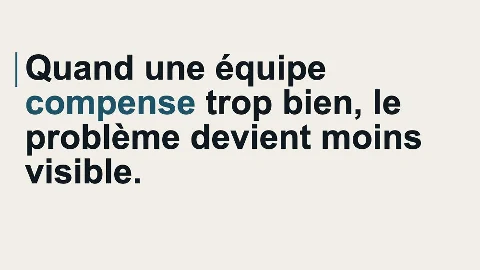 Quand une équipe
compense trop bien, le
problème devient moins
visible.